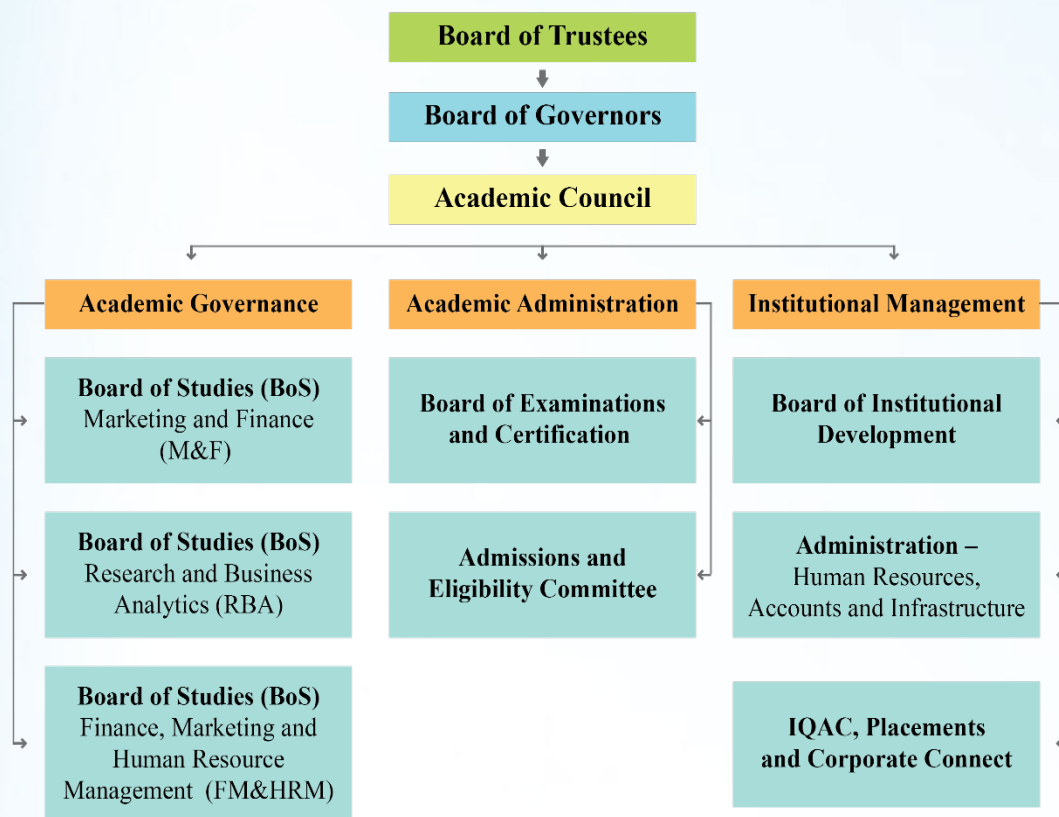 Board of Trustees
Board of Governors
Academic Council
Academic Governance
Board of Studies (BoS)
Marketing and Finance
(M&F)
Board of Studies (BoS)
Research and Business
Analytics (RBA)
Board of Studies (BoS)
Finance, Marketing and
Human Resource
Management (FM&HRM)
Academic Administration
Board of Examinations
and Certification
Admissions and
Eligibility Committee
Institutional Management
Board of Institutional
Development
Administration –
Human Resources,
Accounts and Infrastructure
IQAC, Placements
and Corporate Connect